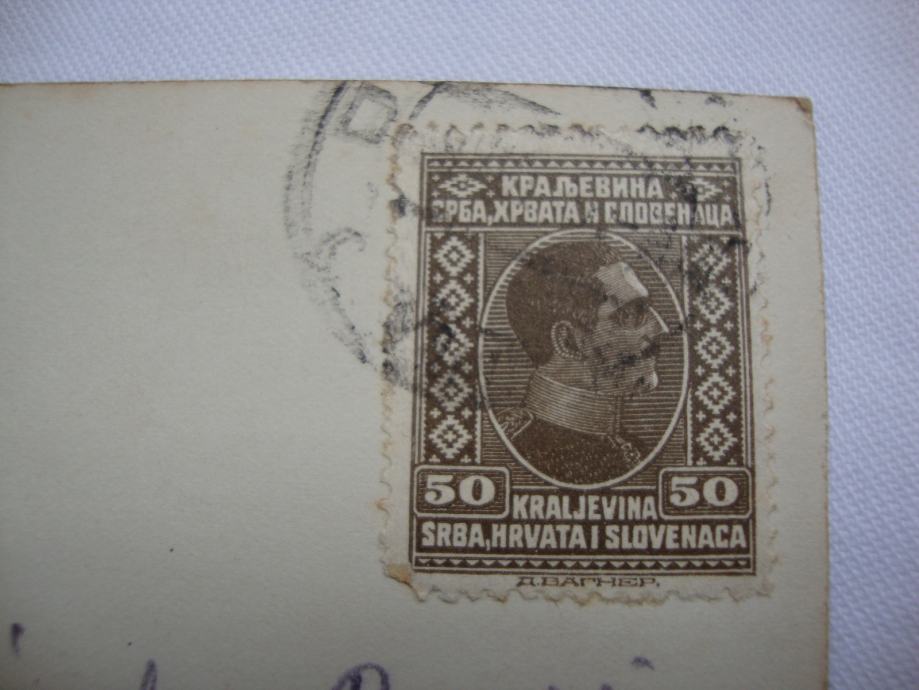 КРАЉЕВИНА
СРБА, ХРВАТА И СЛОВЕНАЦА
50 50
KRALJEVINA
SRBA, HRVATA I SLOVENACA
Д. ВАГНЕР.